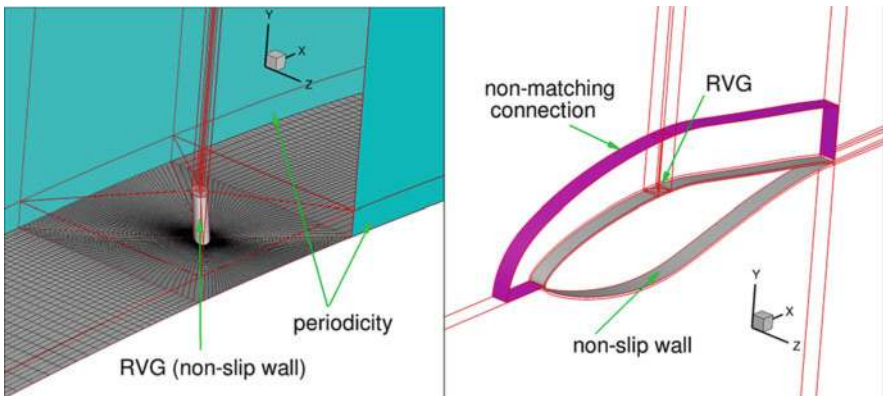 Y
X
Z
periodicity
RVG (non-slip wall)
non-matching
connection
RVG
Y
X
Z
non-slip wall